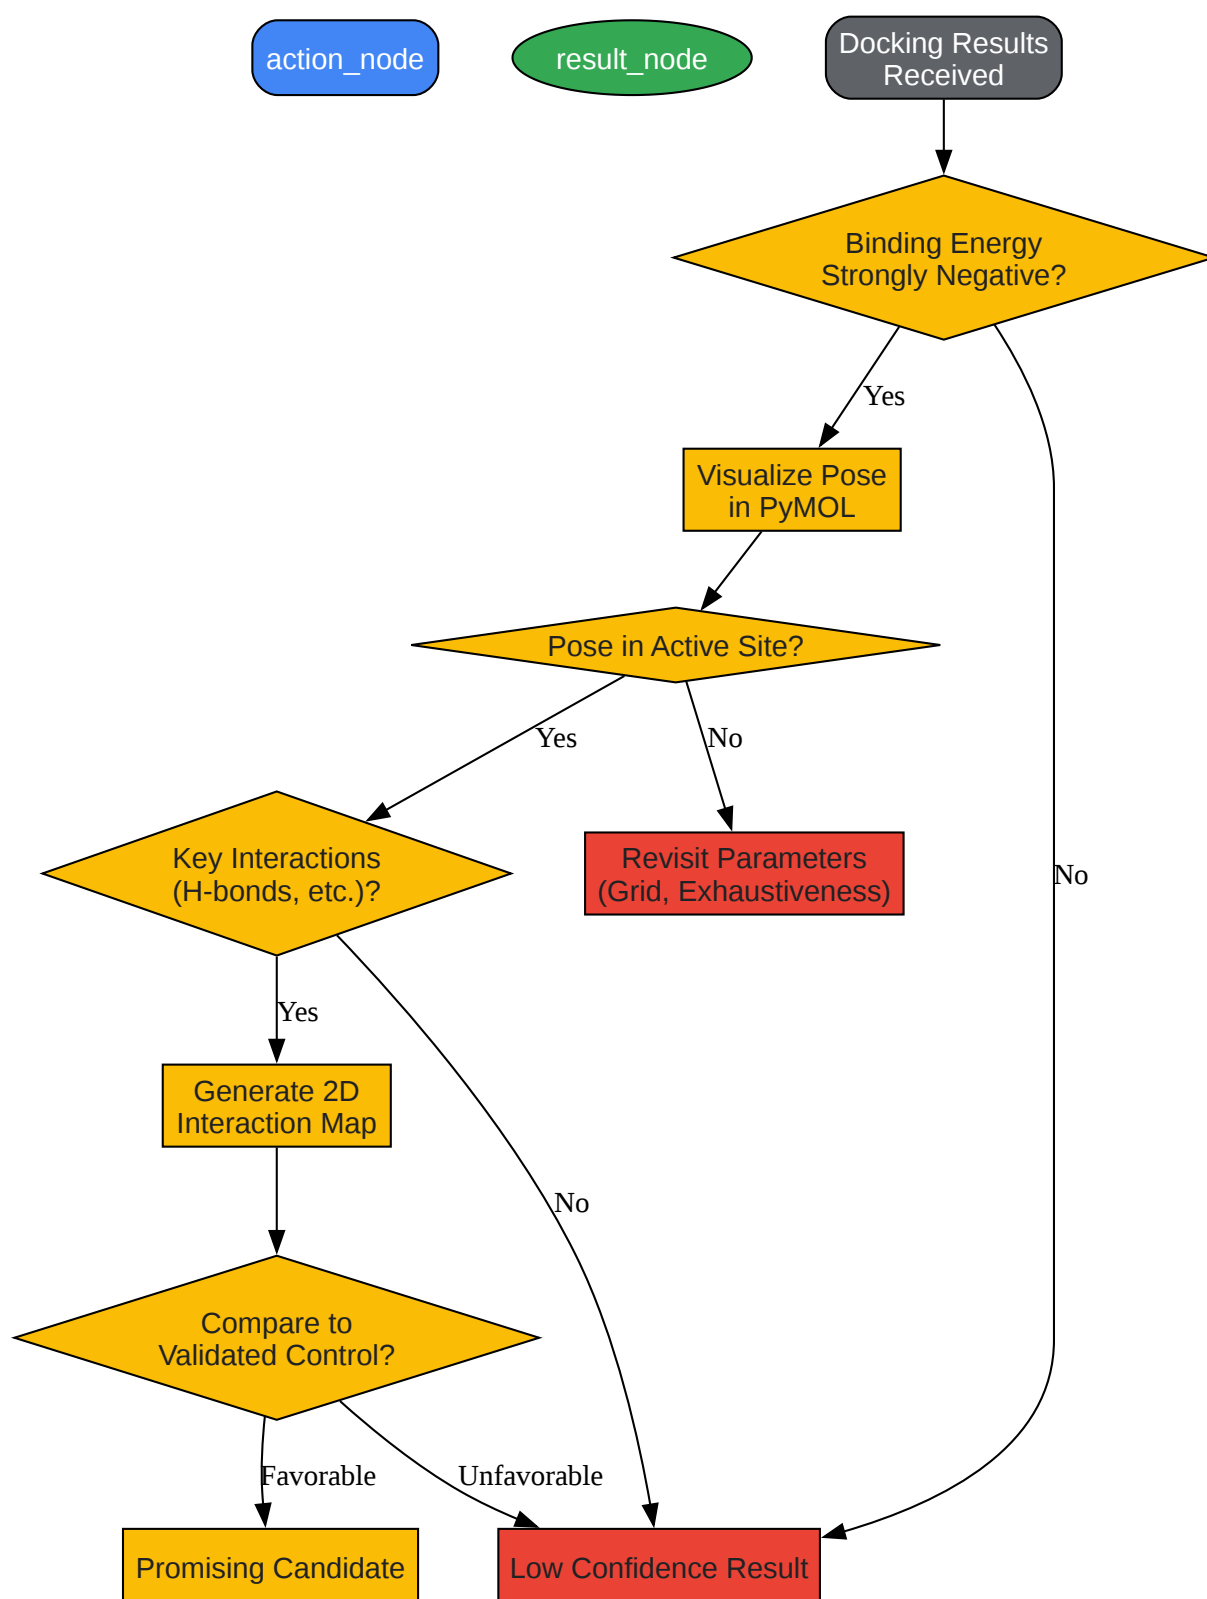 action_node
result_node
Docking Results
Received
Binding Energy
Strongly Negative?
Yes
Visualize Pose
in PyMOL
Pose in Active Site?
Yes
No
Key Interactions
(H-bonds, etc.)?
Revisit Parameters
(Grid, Exhaustiveness)
No
Yes
Generate 2D
Interaction Map
No
Compare to
Validated Control?
Favorable
Unfavorable
Promising Candidate
Low Confidence Result